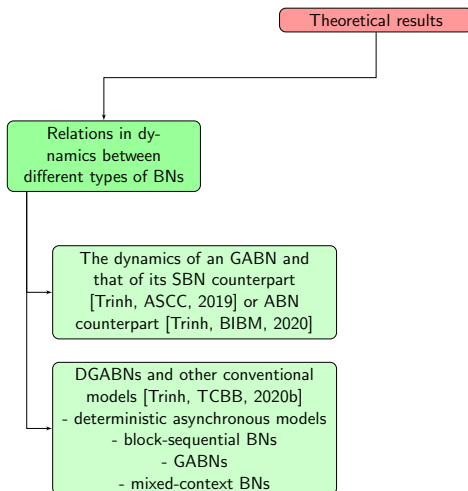 Theoretical results
Relations in dy-
namics between
different types of BNs
The dynamics of an GABN and
that of its SBN counterpart
[Trinh, ASCC, 2019] or ABN
counterpart [Trinh, BIBM, 2020]
DGABNs and other conventional
models [Trinh, TCBB, 2020b]
- deterministic asynchronous models
- block-sequential BNs
- GABNs
- mixed-context BNs